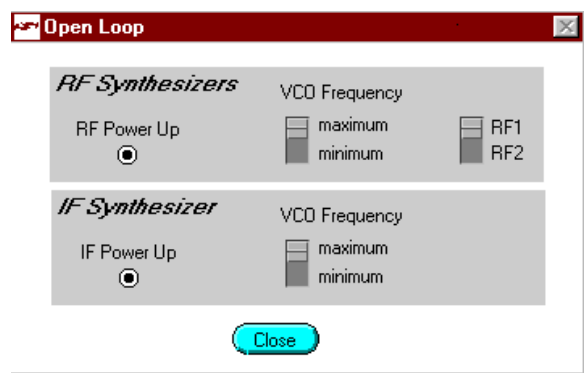 Open Loop
RF Synthesizers
VCO Frequency
RF Power Up
maximum
minimum
RF1
RF2
IF Synthesizer
VCO Frequency
IF Power Up
maximum
minimum
Close